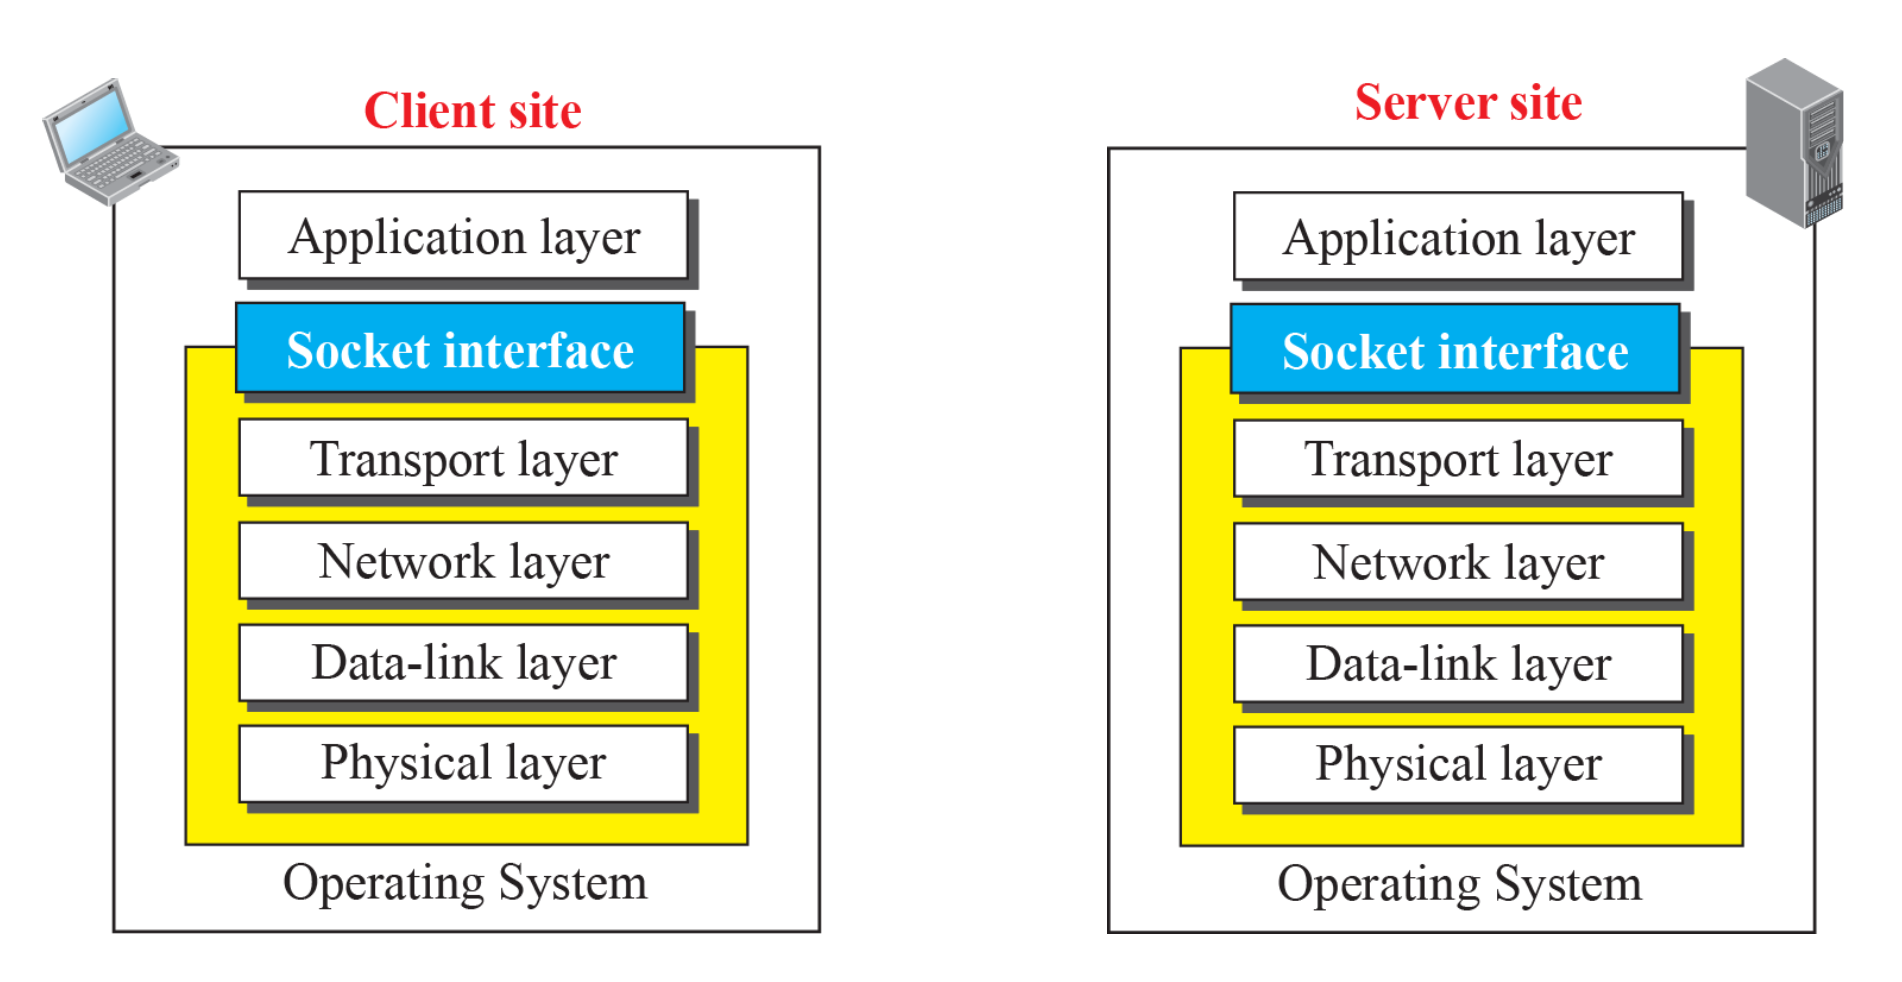 Client site
Application layer
Socket interface
Transport layer
Network layer
Data-link layer
Physical layer
Operating System
Server site
Application layer
Socket interface
Transport layer
Network layer
Data-link layer
Physical layer
Operating System